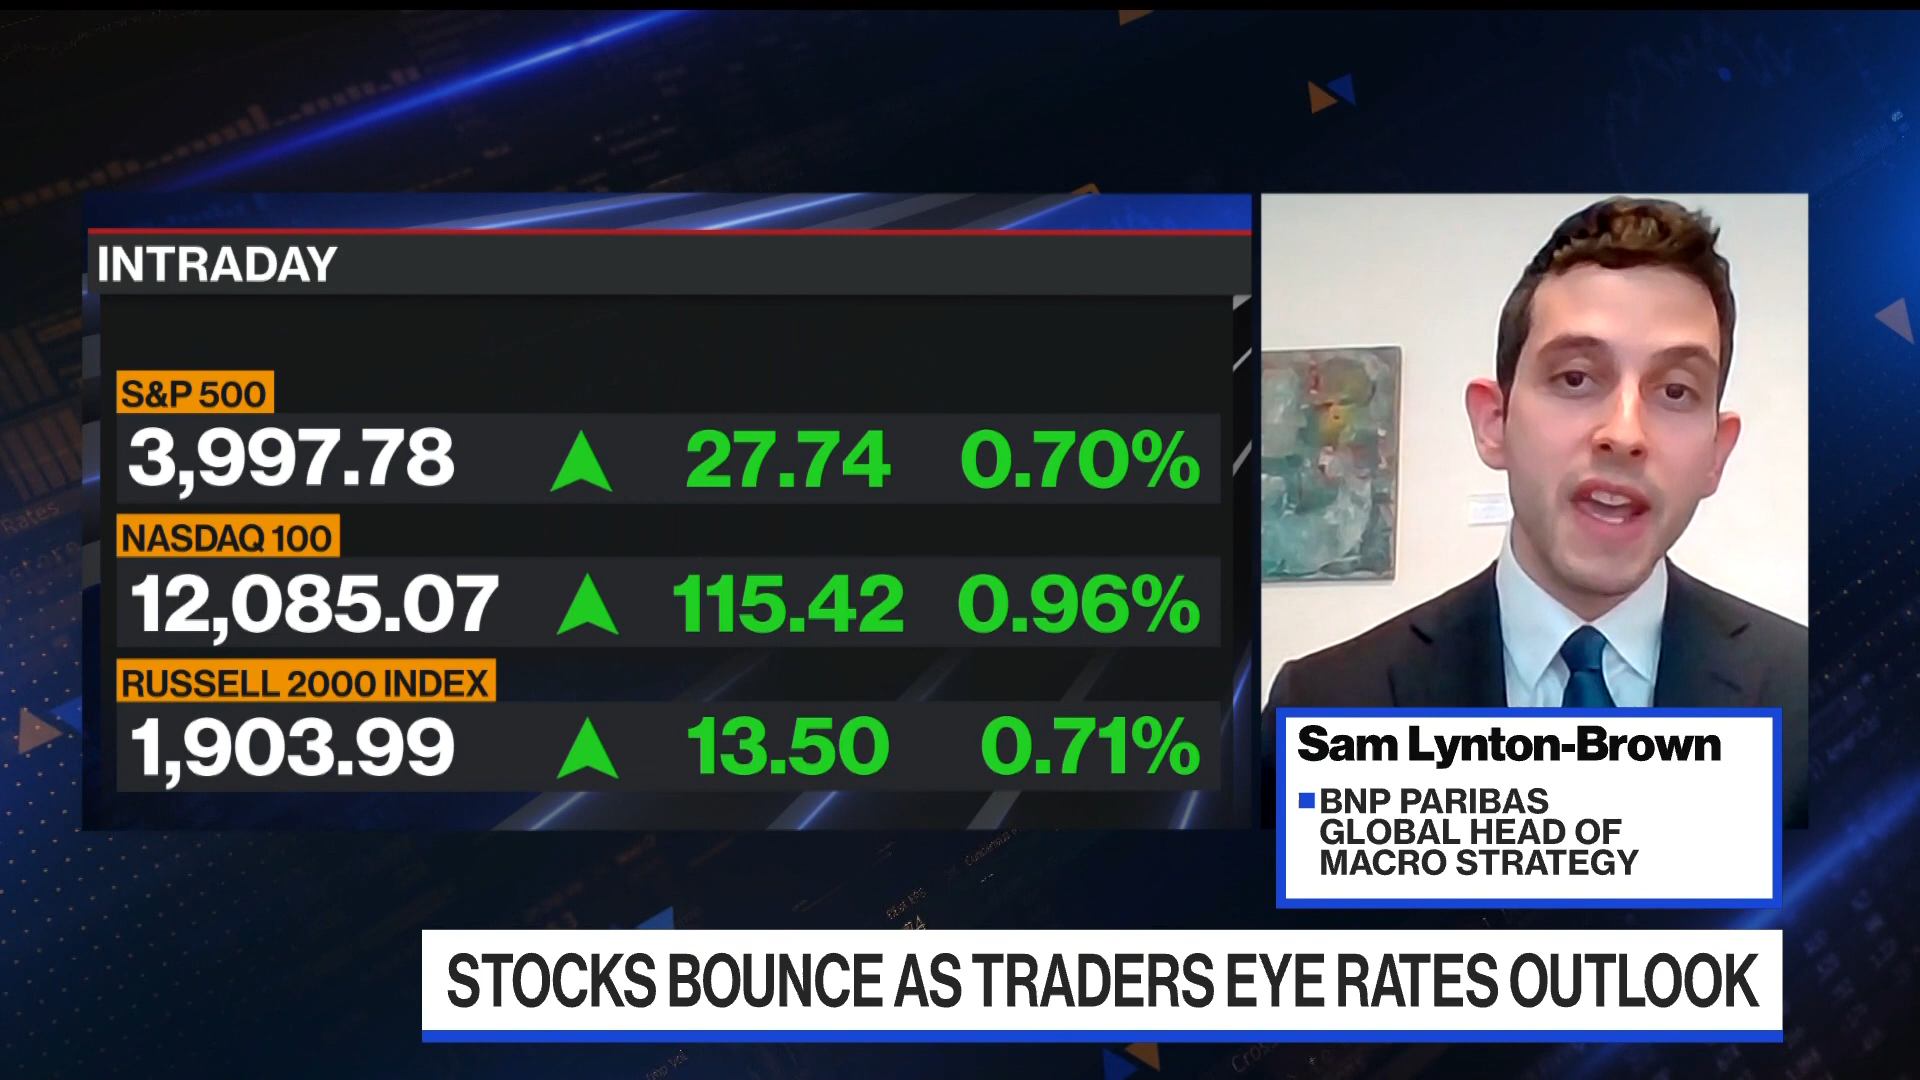 INTRADAY
S&P 500
3,997.78 ▲ 27.74 0.70%
NASDAQ 100
12,085.07 ▲ 115.42 0.96%
RUSSELL 2000 INDEX
1,903.99 ▲ 13.50 0.71%
Sam Lynton-Brown
BNP PARIBAS
GLOBAL HEAD OF
MACRO STRATEGY
STOCKS BOUNCE AS TRADERS EYE RATES OUTLOOK
Rates